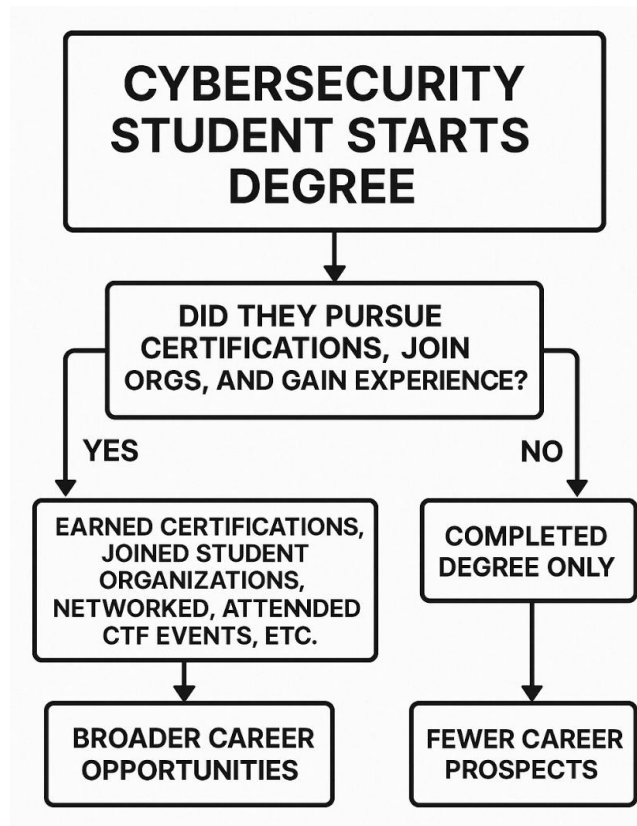 CYBERSECURITY
STUDENT STARTS
DEGREE
DID THEY PURSUE
CERTIFICATIONS, JOIN
ORGS, AND GAIN EXPERIENCE?
YES
NO
EARNED CERTIFICATIONS,
JOINED STUDENT
ORGANIZATIONS,
NETWORKED, ATTENNDED
CTF EVENTS, ETC.
COMPLETED
DEGREE ONLY
BROADER CAREER
OPPORTUNITIES
FEWER CAREER
PROSPECTS